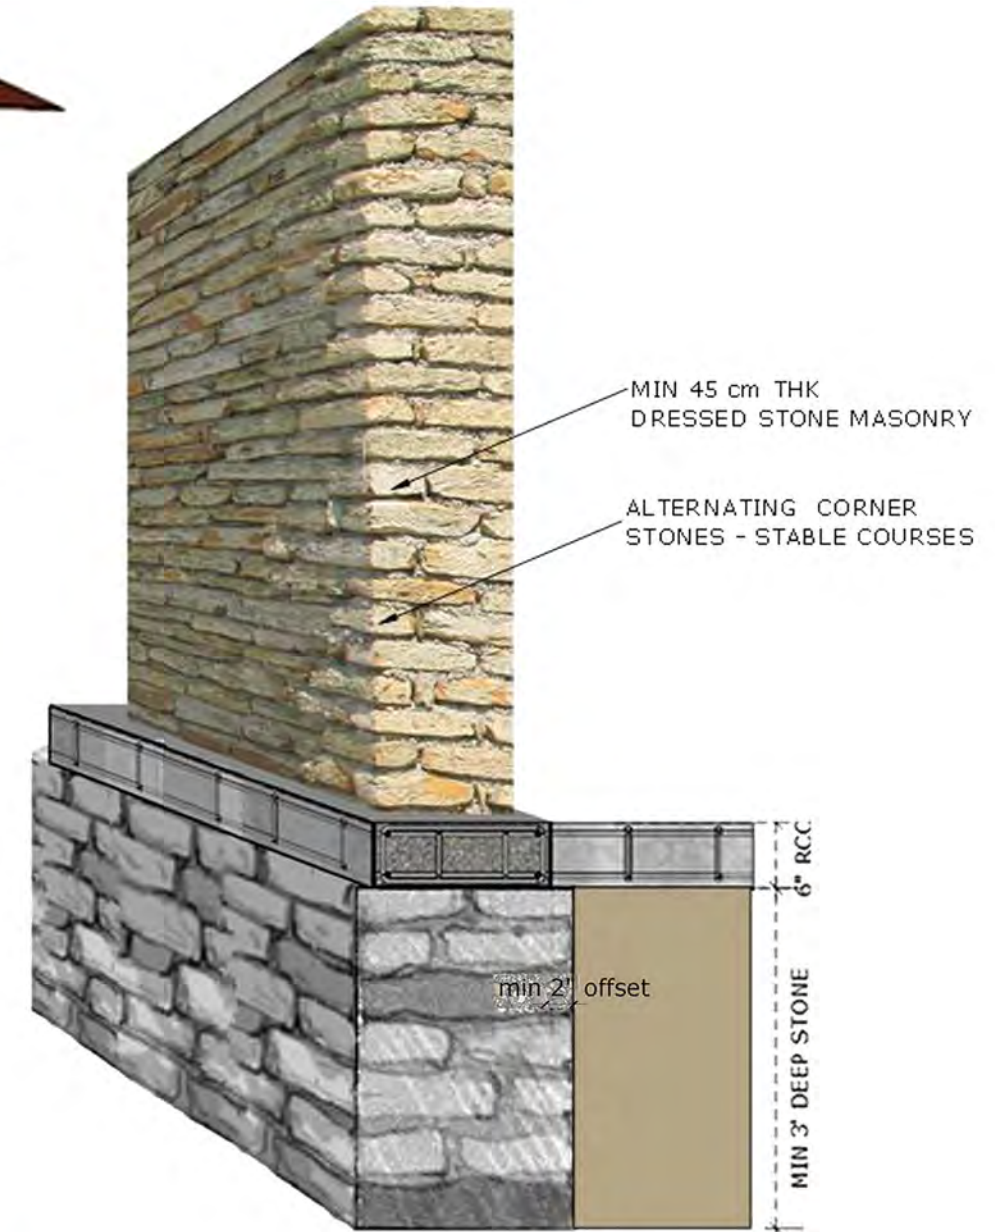 MIN 45 cm THK
DRESSED STONE MASONRY
ALTERNATING CORNER
STONES - STABLE COURSES
6" RCC
min 2" offset
MIN 3' DEEP STONE